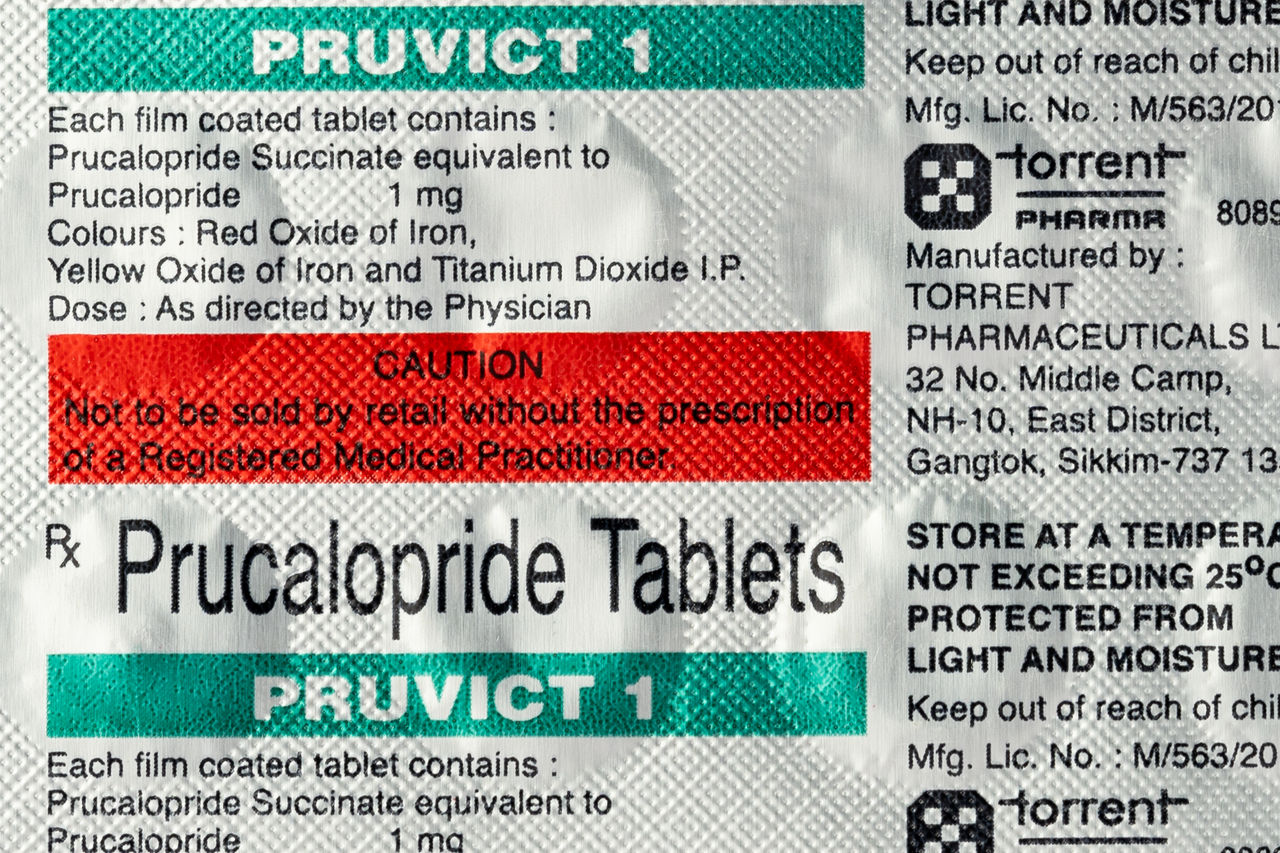 PRUVICT 1
Each film coated tablet contains :
Prucalopride Succinate equivalent to
Prucalopride 1 mg
Colours : Red Oxide of Iron,
Yellow Oxide of Iron and Titanium Dioxide I.P.
Dose : As directed by the Physician
CAUTION
Not to be sold by retail without the prescription
of a Registered Medical Practitioner.
Rx Prucalopride Tablets
PRUVICT 1
Each film coated tablet contains :
Prucalopride Succinate equivalent to
Prucalopride 1 mg
LIGHT AND MOISTURE
Keep out of reach of chil
Mfg. Lic. No. : M/563/20
torrent
PHARMA 8089
Manufactured by :
TORRENT
PHARMACEUTICALS L
32 No. Middle Camp,
NH-10, East District,
Gangtok, Sikkim-737 13
STORE AT A TEMPERA
NOT EXCEEDING 25°C
PROTECTED FROM
LIGHT AND MOISTURE
Keep out of reach of chil
Mfg. Lic. No. : M/563/20
torrent